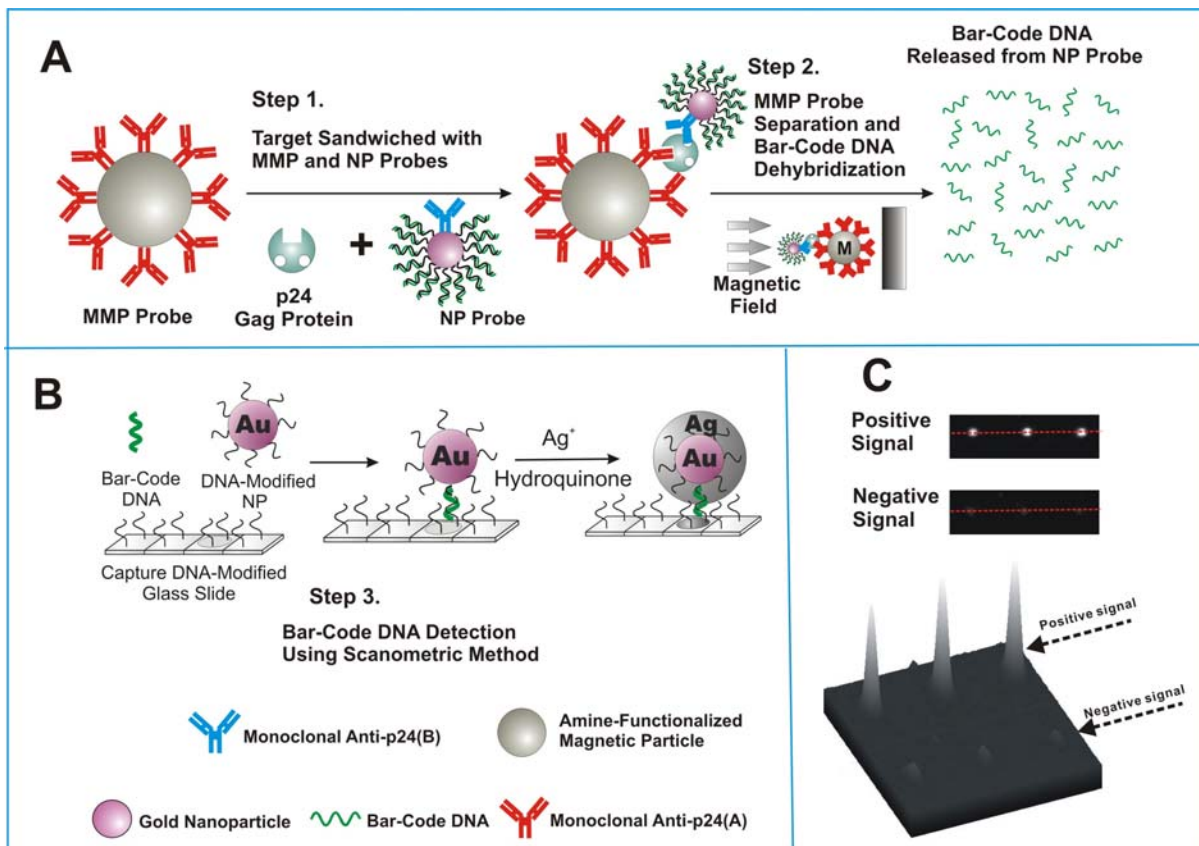 A
Step 1.
Target Sandwiched with
MMP and NP Probes
MMP Probe
p24
Gag Protein
+
NP Probe
Step 2.
MMP Probe
Separation and
Bar-Code DNA
Dehybridization
M
Magnetic
Field
Bar-Code DNA
Released from NP Probe
B
Bar-Code
DNA
Au
DNA-Modified
NP
Capture DNA-Modified
Glass Slide
Au
Ag+
Hydroquinone
Ag
Au
Step 3.
Bar-Code DNA Detection
Using Scanometric Method
Monoclonal Anti-p24(B)
Amine-Functionalized
Magnetic Particle
Gold Nanoparticle
Bar-Code DNA
Monoclonal Anti-p24(A)
C
Positive
Signal
Negative
Signal
Positive signal
Negative signal